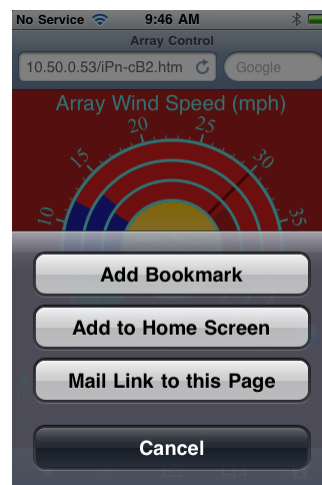 No Service 9:46 AM
Array Control
10.50.0.53/iPn-cB2.htm Google
Array Wind Speed (mph)
20 25
15 30
10 35
Add Bookmark
Add to Home Screen
Mail Link to this Page
Cancel